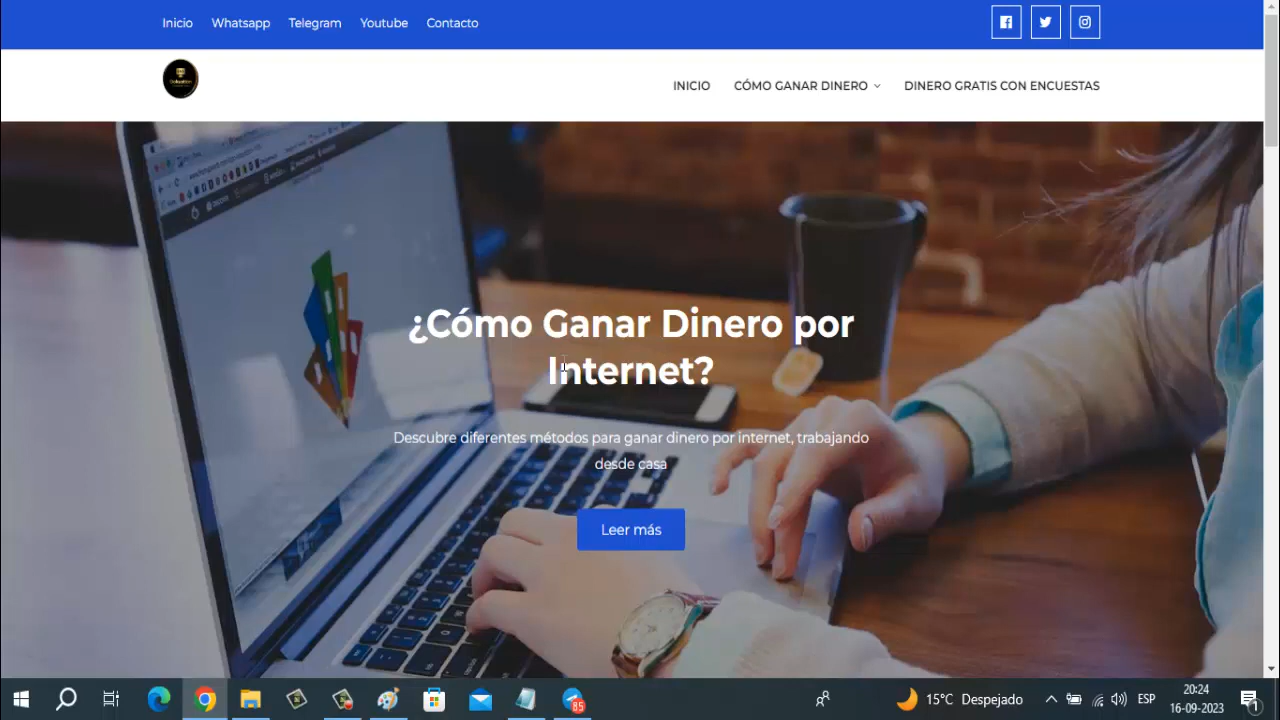 Inicio Whatsapp Telegram Youtube Contacto
INICIO CÓMO GANAR DINERO DINERO GRATIS CON ENCUESTAS
¿Cómo Ganar Dinero por
Internet?
Descubre diferentes métodos para ganar dinero por internet, trabajando
desde casa
Leer más
85
15°C Despejado
ESP
20:24
16-09-2023
1